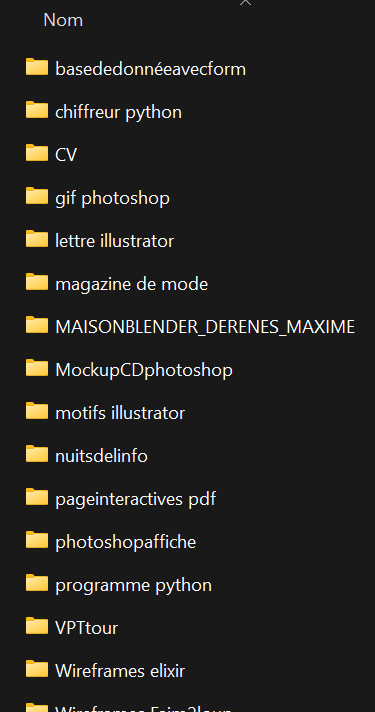 Nom
basededonnéeavecform
chiffreur python
CV
gif photoshop
lettre illustrator
magazine de mode
MAISONBLENDER_DERENES_MAXIME
MockupCDphotoshop
motifs illustrator
nuitsdelinfo
pageinteractives pdf
photoshopaffiche
programme python
VPTtour
Wireframes elixir
Wireframes